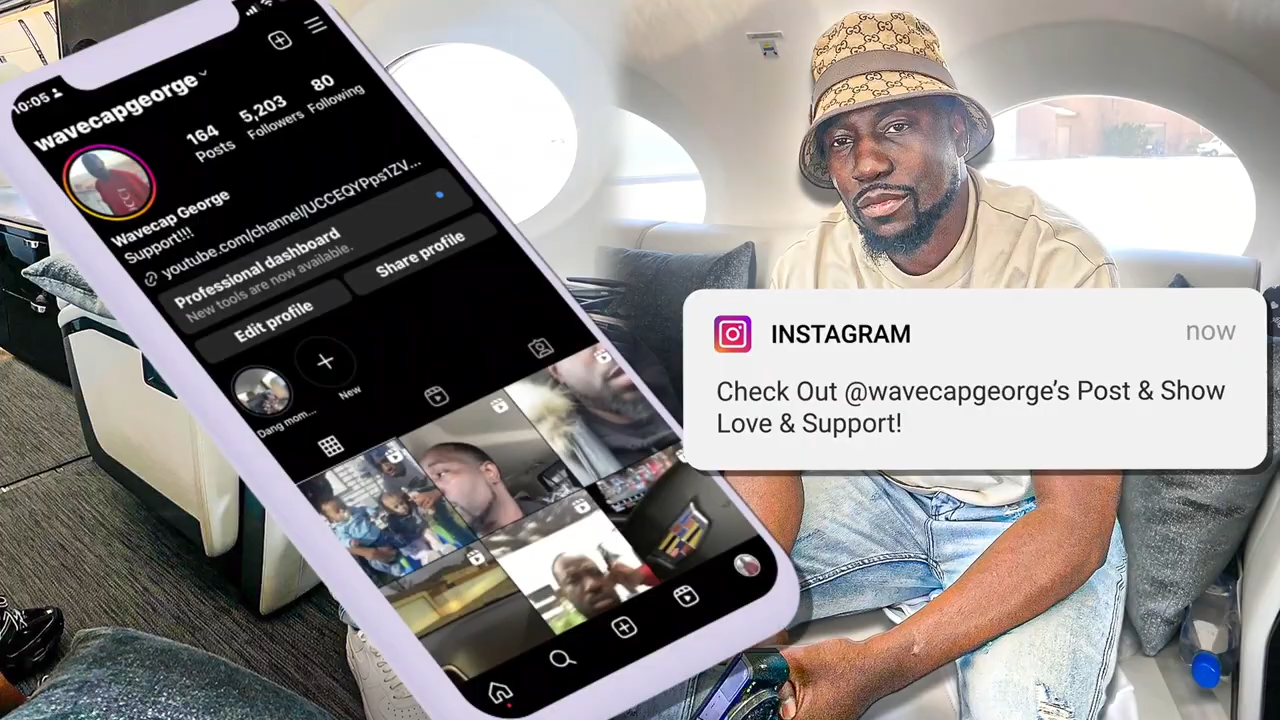 10:05
wavecapgeorge
164
Posts
5,203
Followers
80
Following
Wavecap George
Support!!!
youtube.com/channel/UCCEQYPps1ZV...
Professional dashboard
New tools are now available.
Edit profile
Share profile
Dang mom...
New
INSTAGRAM
now
Check Out @wavecapgeorge’s Post & Show
Love & Support!